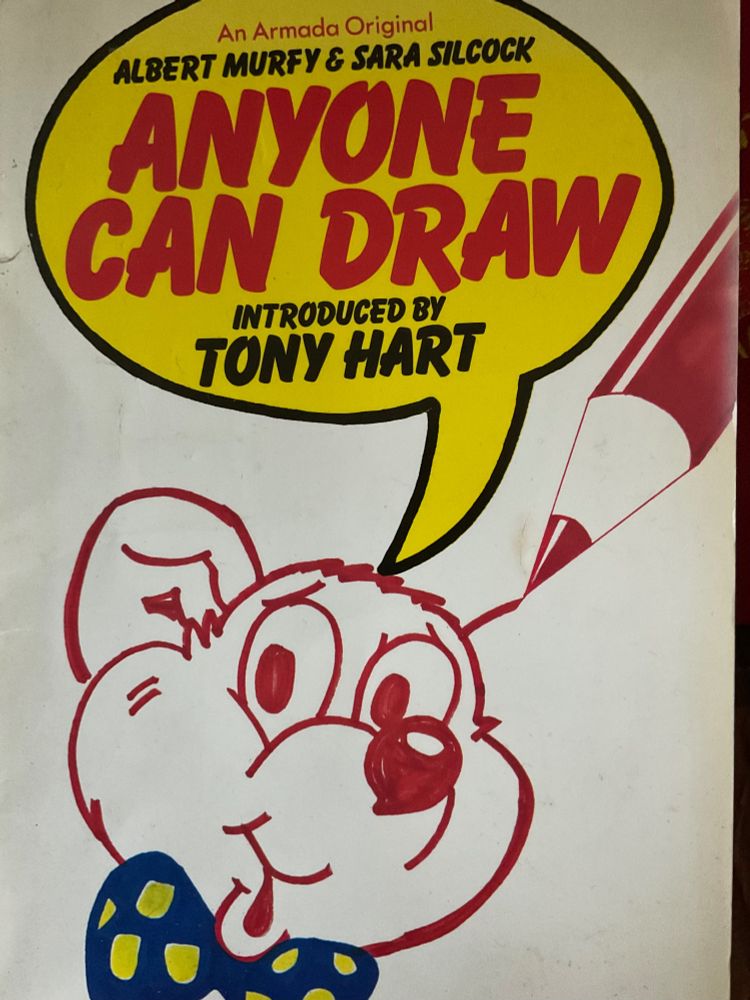 An Armada Original
ALBERT MURFY & SARA SILCOCK
ANYONE
CAN DRAW
INTRODUCED BY
TONY HART